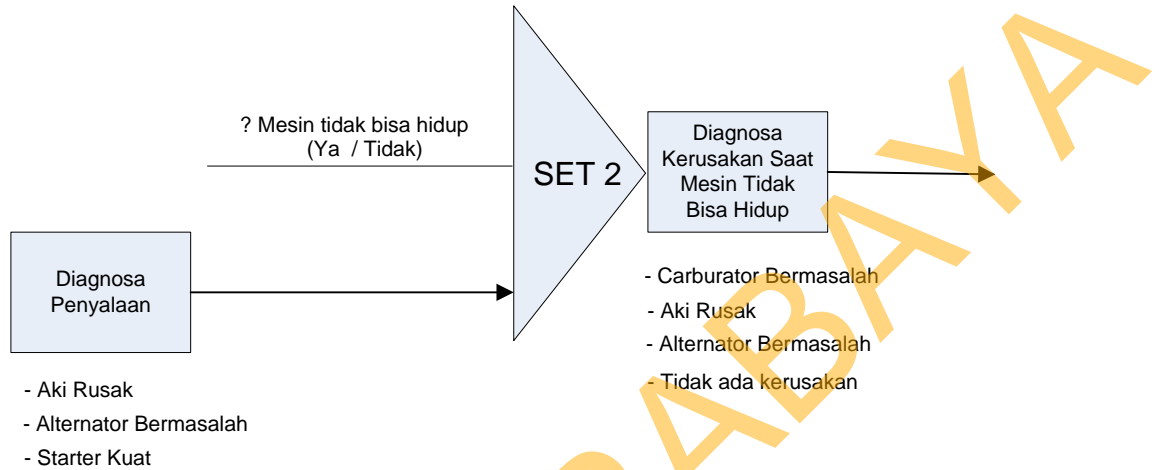 ? Mesin tidak bisa hidup
(Ya / Tidak)
SET 2
Diagnosa
Kerusakan Saat
Mesin Tidak
Bisa Hidup
Diagnosa
Penyalaan
- Carburator Bermasalah
- Aki Rusak
- Alternator Bermasalah
- Tidak ada kerusakan
- Aki Rusak
- Alternator Bermasalah
- Starter Kuat
ABAYA